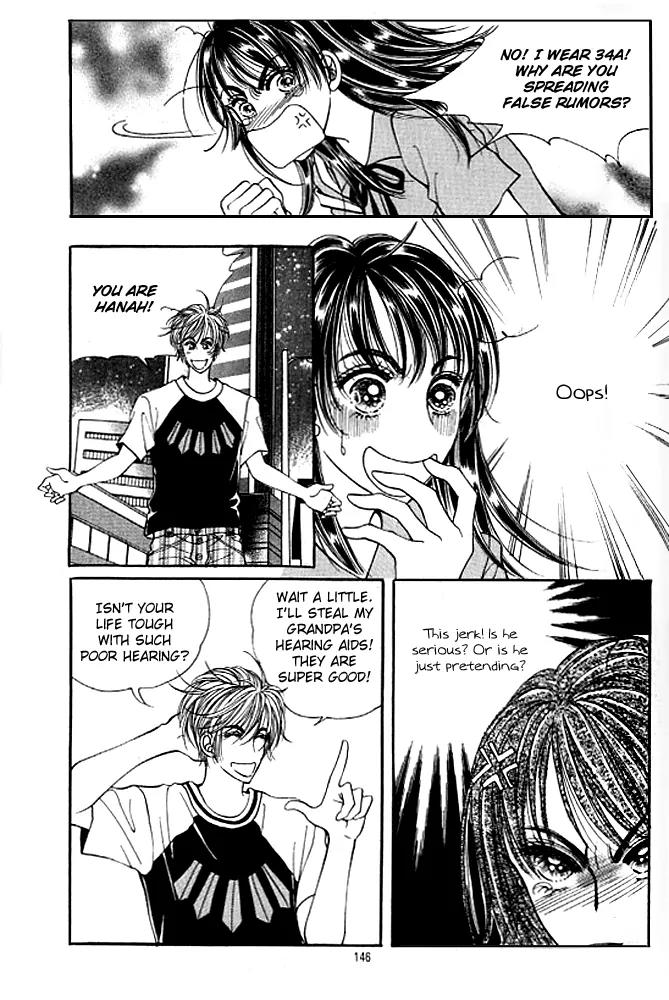 NO! I WEAR 34A!
WHY ARE YOU
SPREADING
FALSE RUMORS?
YOU ARE
HANAH!
Oops!
ISN'T YOUR
LIFE TOUGH
WITH SUCH
POOR HEARING?
WAIT A LITTLE.
I'LL STEAL MY
GRANDPA'S
HEARING AIDS!
THEY ARE
SUPER GOOD!
This jerk! Is he
serious? Or is he
just pretending?
146